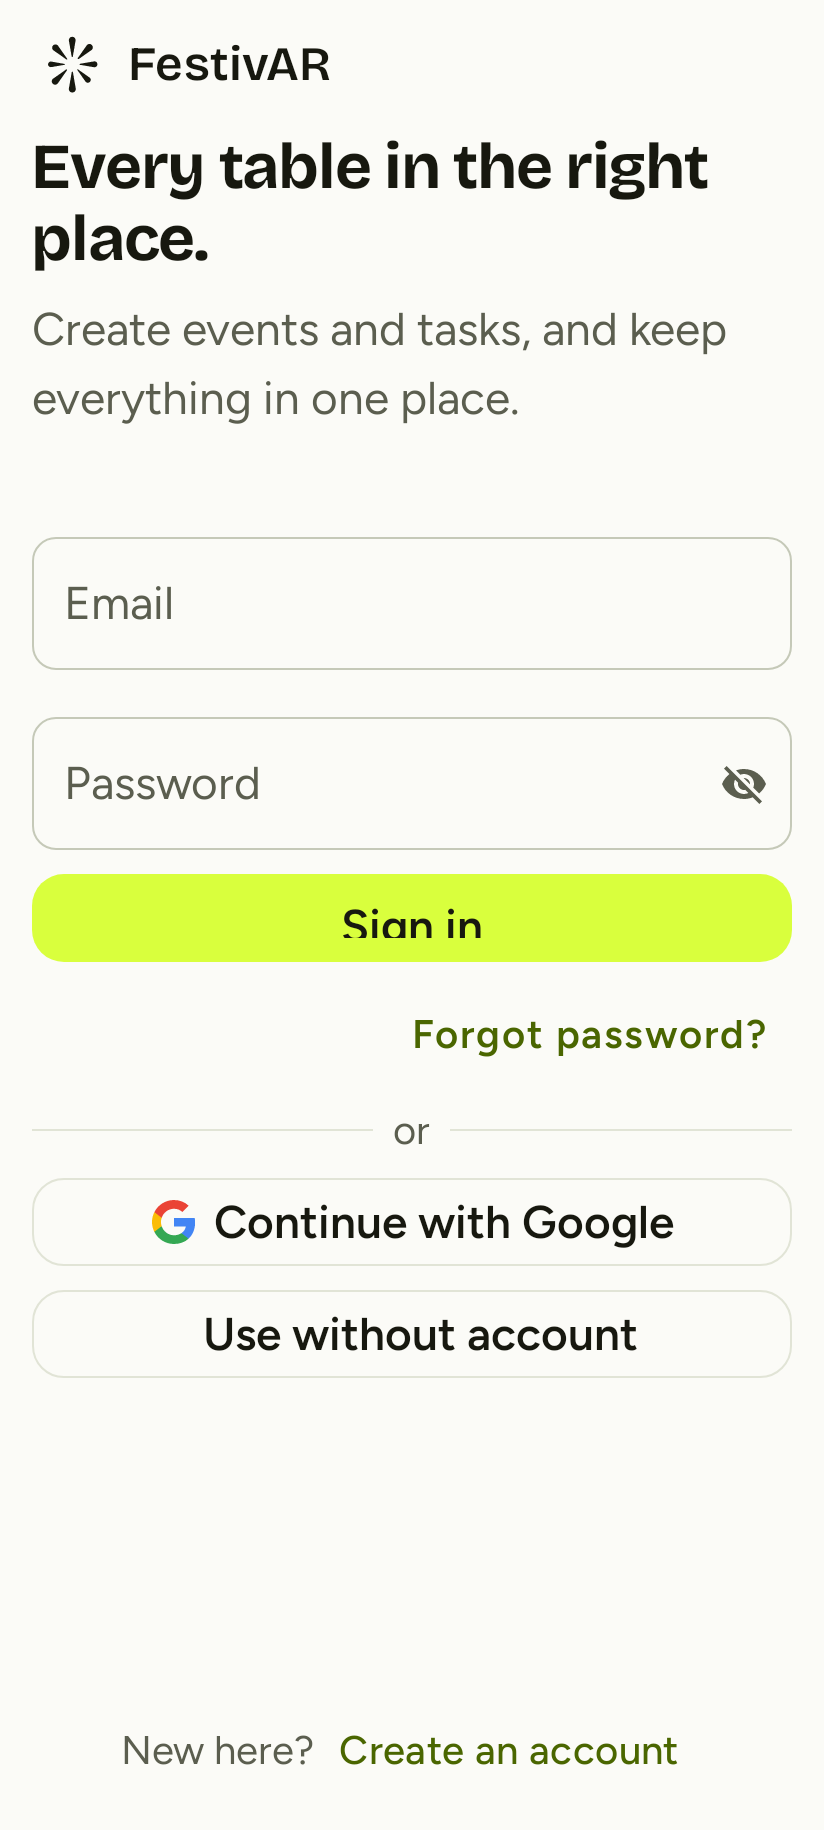 FestivAR
Every table in the right
place.
Create events and tasks, and keep
everything in one place.
Email
Password
Sign in
Forgot password?
or
Continue with Google
Use without account
New here? Create an account